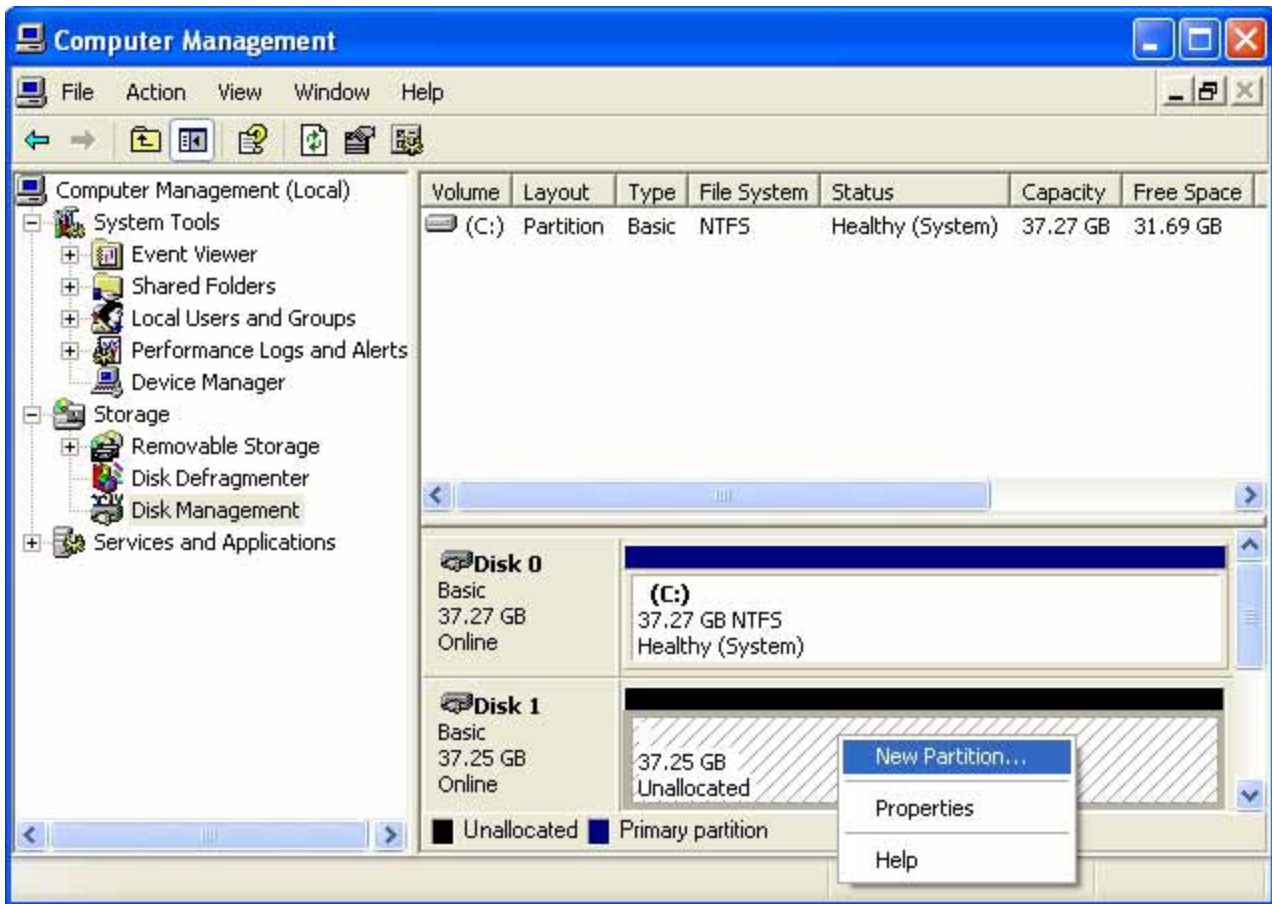 Computer Management
File Action View Window Help
Computer Management (Local)
System Tools
Event Viewer
Shared Folders
Local Users and Groups
Performance Logs and Alerts
Device Manager
Storage
Removable Storage
Disk Defragmenter
Disk Management
Services and Applications
Volume Layout Type File System Status Capacity Free Space
(C:) Partition Basic NTFS Healthy (System) 37.27 GB 31.69 GB
Disk 0
Basic
37.27 GB
Online
(C:)
37.27 GB NTFS
Healthy (System)
Disk 1
Basic
37.25 GB
Online
37.25 GB
Unallocated
New Partition...
Properties
Help
Unallocated Primary partition